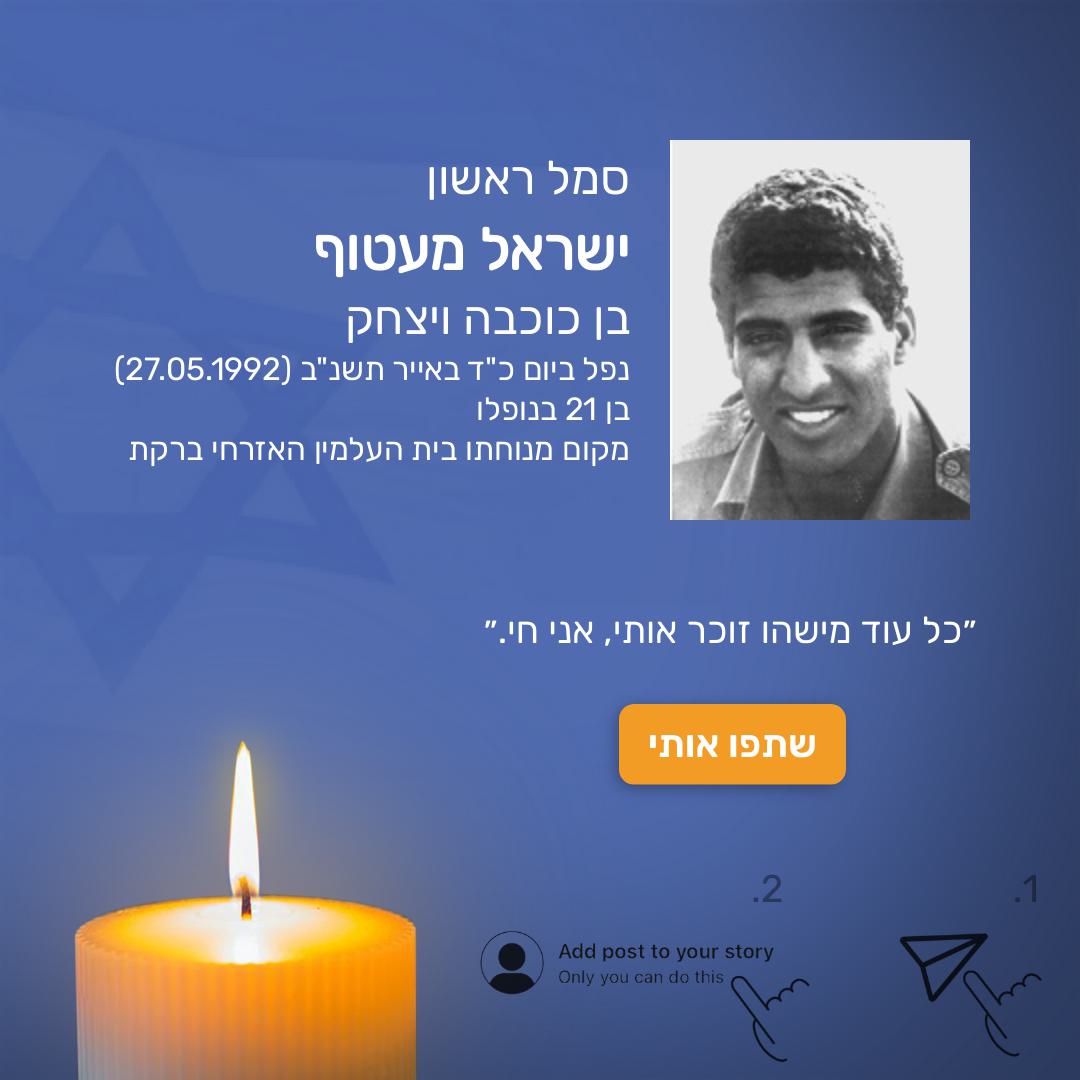 סמל ראשון
ישראל מעטוף
בן כוכבה ויצחק
נפל ביום כ"ד באייר תשנ"ב (27.05.1992)
בן 21 בנופלו
מקום מנוחתו בית העלמין האזרחי ברקת
״כל עוד מישהו זוכר אותי, אני חי.״
שתפו אותי
.1
.2
Add post to your story
Only you can do this